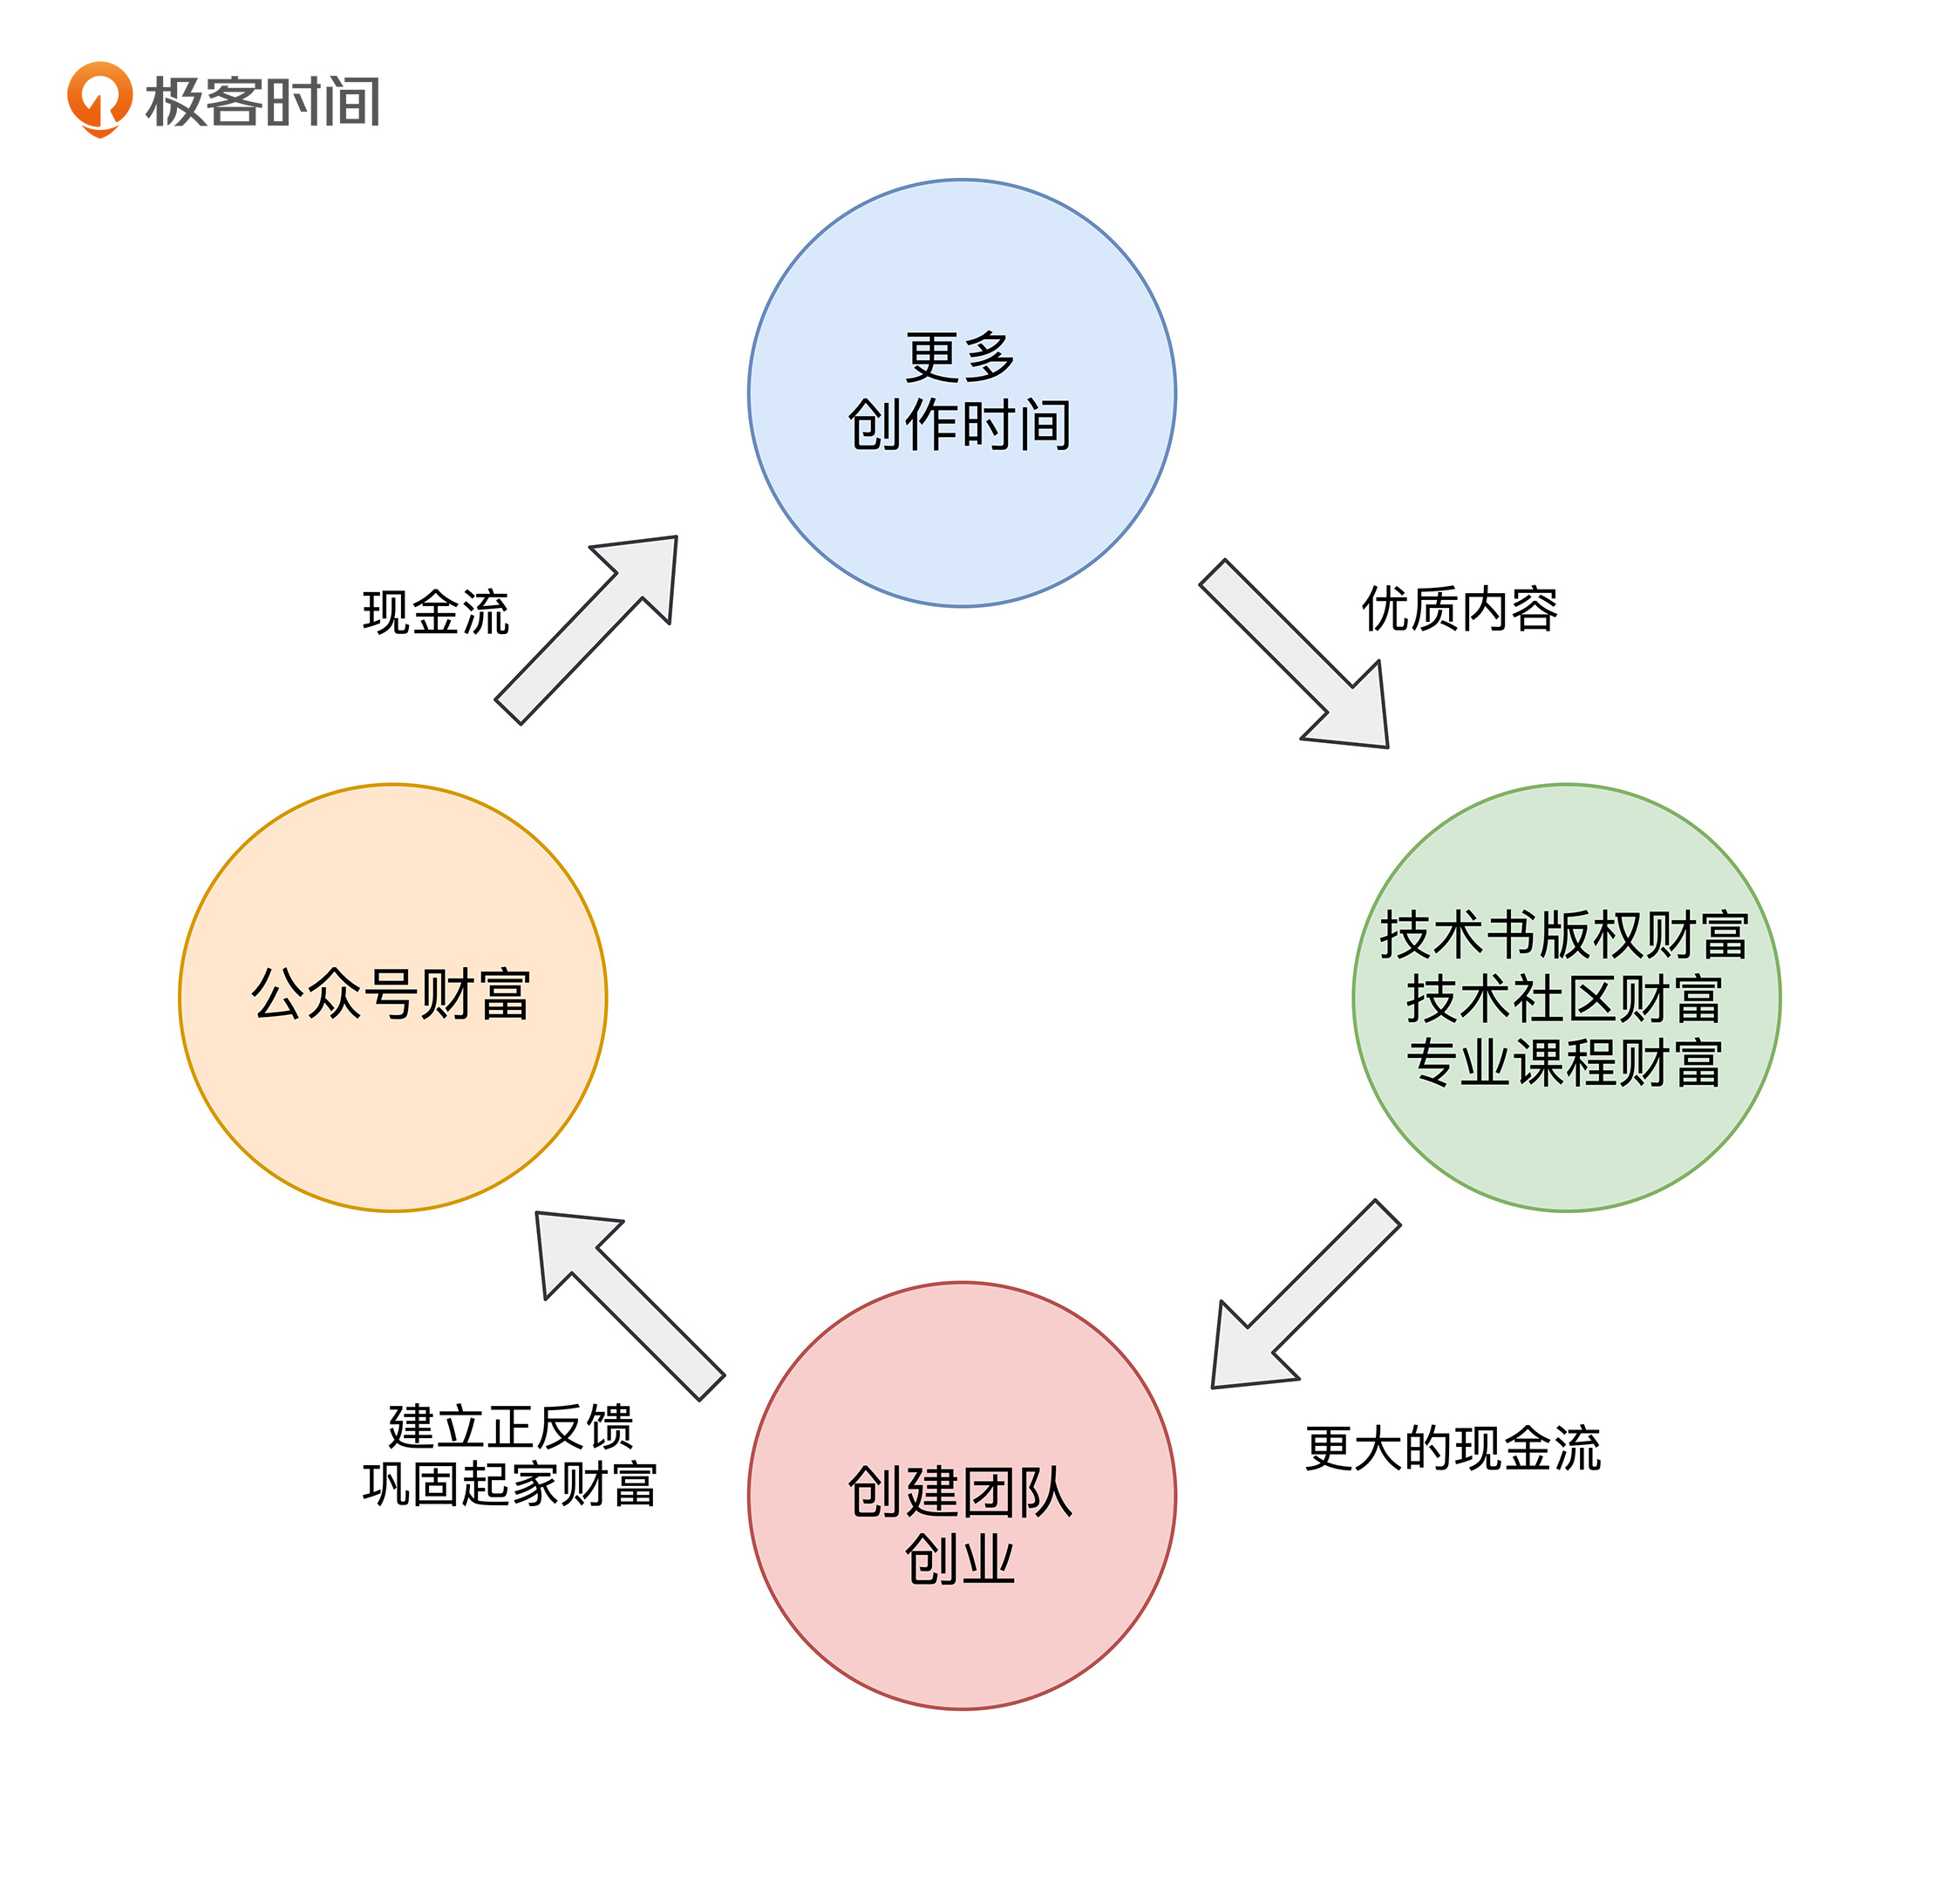 极客时间
更多
创作时间
现金流
优质内容
公众号财富
技术书版权财富
技术社区财富
专业课程财富
建立正反馈
巩固探索财富
更大的现金流
创建团队
创业